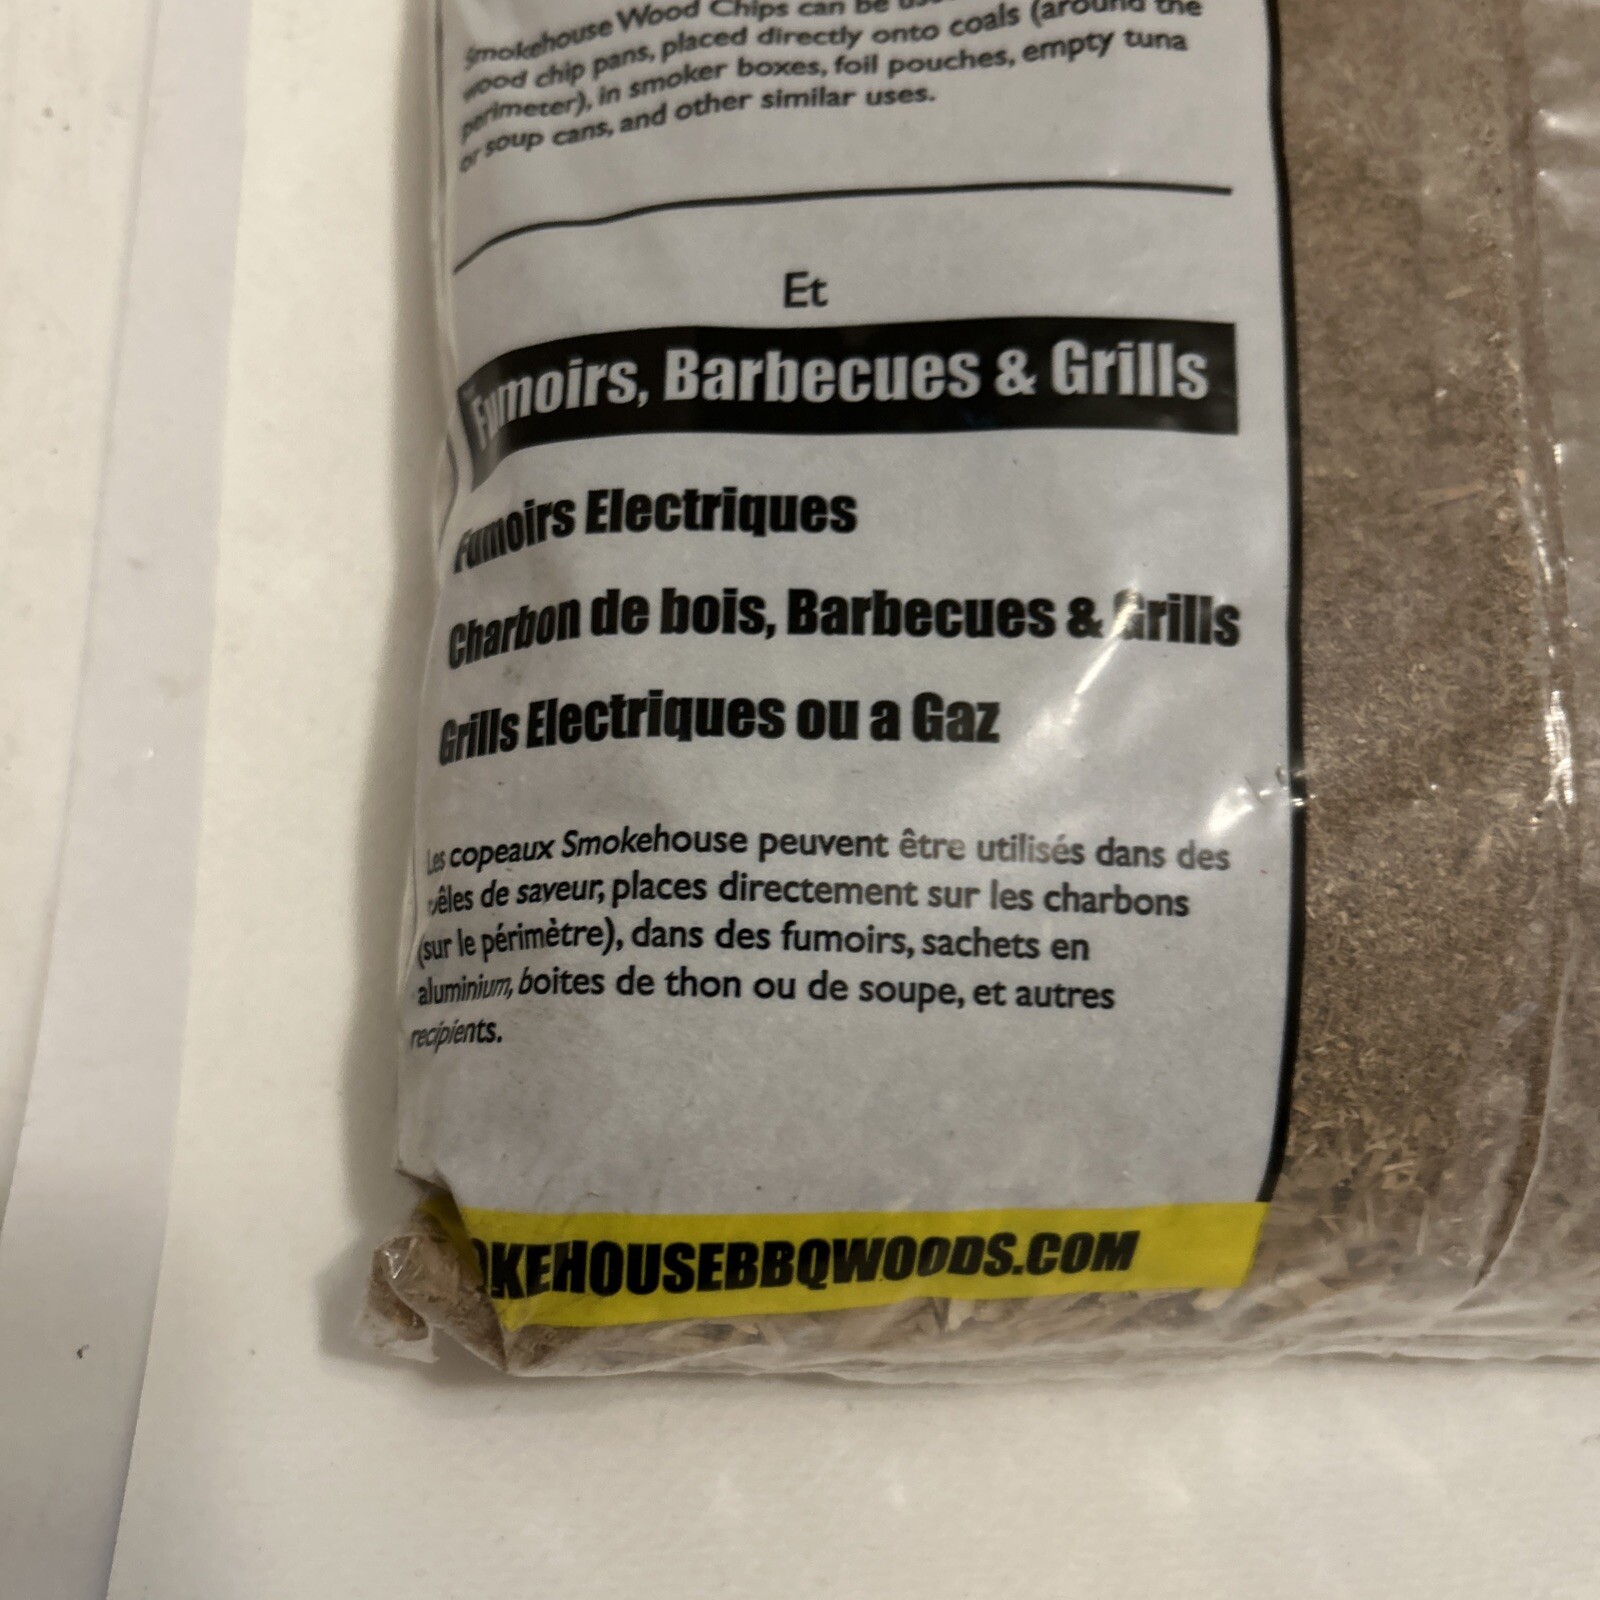 Smokehouse Wood Chips can be
wood chip pans, placed directly onto coals (around the
perimeter), in smoker boxes, foil pouches, empty tuna
or soup cans, and other similar uses.
Et
Fumoirs, Barbecues & Grills
Fumoirs Electriques
Charbon de bois, Barbecues & Grills
Grills Electriques ou a Gaz
Les copeaux Smokehouse peuvent être utilisés dans des
de saveur, places directement sur les charbons
(sur le périmètre), dans des fumoirs, sachets en
aluminium, boites de thon ou de soupe, et autres
recipients.
OKEHOUSEBBQWOODS.COM